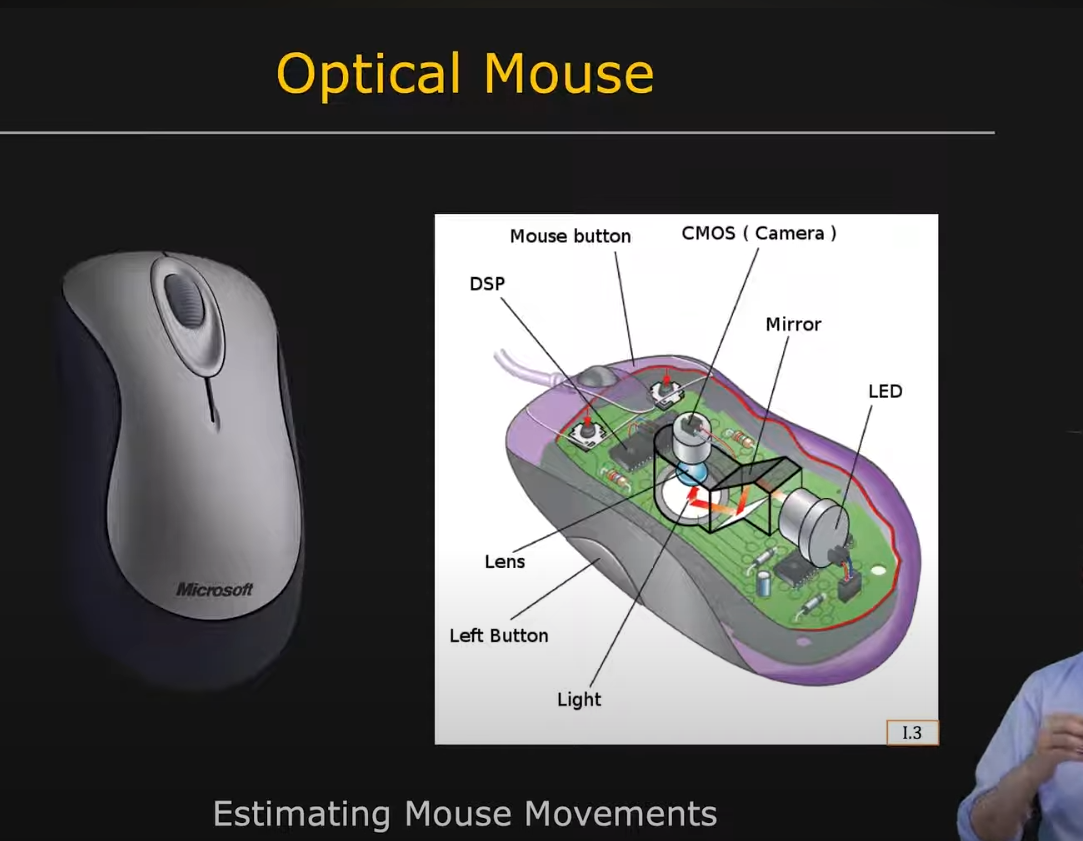 Optical Mouse
Mouse button
CMOS ( Camera )
DSP
Mirror
LED
Lens
Left Button
Light
Microsoft
I.3
Estimating Mouse Movements